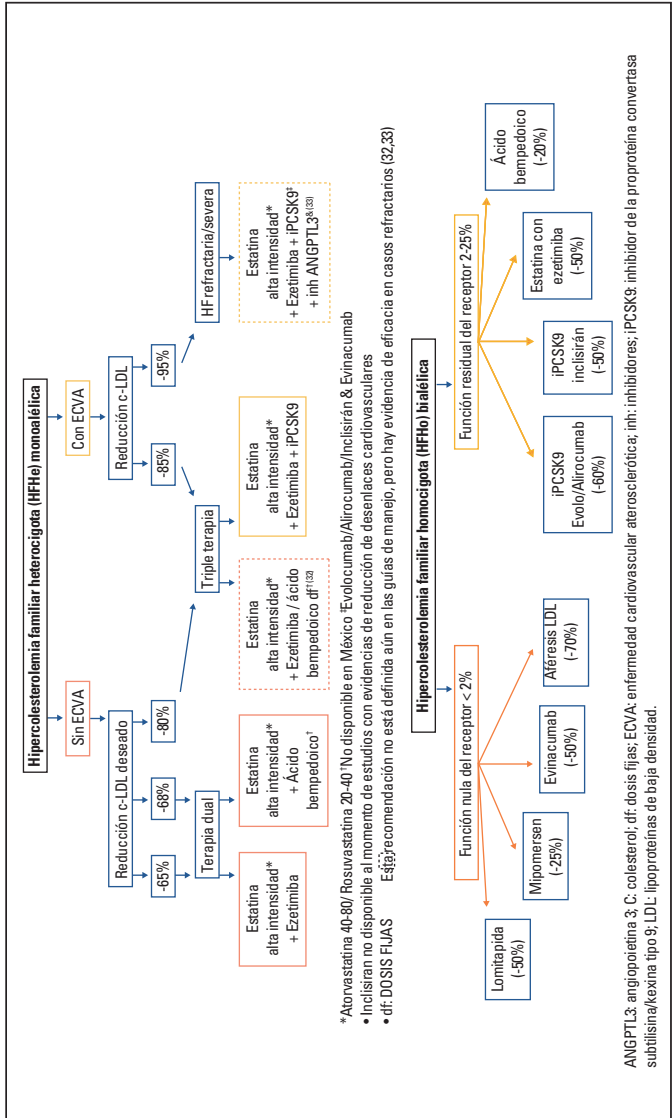 Hipercolesterolemia familiar heterocigota (HFHe) monoalélica
Sin ECVA
Con ECVA
Reducción c-LDL deseado
Reducción c-LDL
-65%
-68%
-80%
-85%
-95%
Terapia dual
Triple terapia
HF refractaria/severa
Estatina
alta intensidad*
+ Ezetimiba
Estatina
alta intensidad*
+ Ácido
bempedóico†
Estatina
alta intensidad*
+ Ezetimiba / ácido
bempedoico df†(32)
Estatina
alta intensidad*
+ Ezetimiba + iPCSK9
Estatina
alta intensidad*
+ Ezetimiba + iPCSK9‡
+ inh ANGPTL3&(33)
*Atorvastatina 40-80/ Rosuvastatina 20-40 †No disponible en México ‡Evolocumab/Alirocumab/Inclisirán & Evinacumab
• Inclisiran no disponible al momento de estudios con evidencias de reducción de desenlaces cardiovasculares
• df: DOSIS FIJAS Esta recomendación no está definida aún en las guías de manejo, pero hay evidencia de eficacia en casos refractarios (32,33)
Hipercolesterolemia familiar homocigota (HFHo) bialélica
Función nula del receptor < 2%
Función residual del receptor 2-25%
Lomitapida
(-50%)
Mipomersen
(-25%)
Evinacumab
(-50%)
Aféresis LDL
(-70%)
iPCSK9
Evolo/Alirocumab
(-60%)
iPCSK9
inclisirán
(-50%)
Estatina con
ezetimiba
(-50%)
Ácido
bempedoico
(-20%)
ANGPTL3: angiopoietina 3; C: colesterol; df: dosis fijas; ECVA: enfermedad cardiovascular aterosclerótica; inh: inhibidores; iPCSK9: inhibidor de la proproteína convertasa
subtilisina/kexina tipo 9; LDL: lipoproteínas de baja densidad.